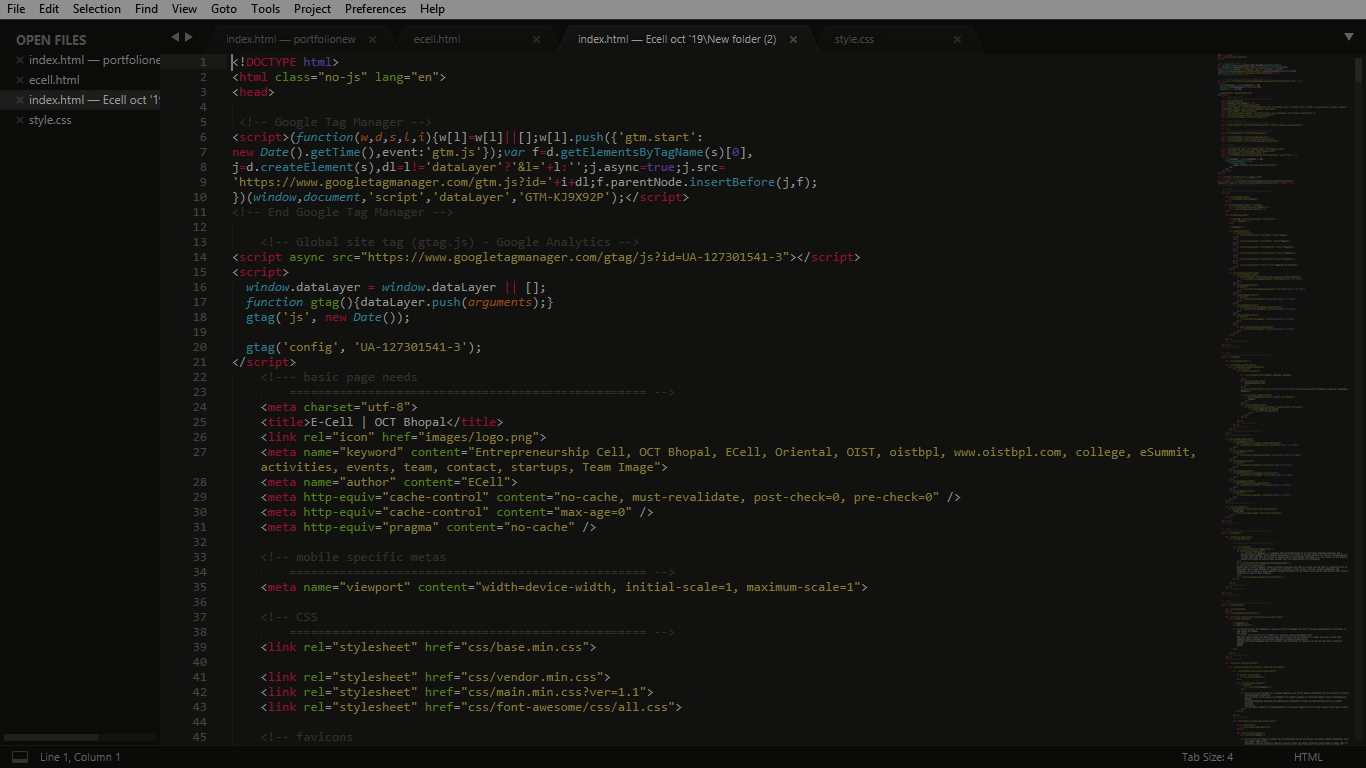 File Edit Selection Find View Goto Tools Project Preferences Help
OPEN FILES
index.html — portfolione
ecell.html
index.html — Ecell oct '19
style.css
index.html — portfolionew
ecell.html
index.html — Ecell oct '19\New folder (2)
style.css
1 <!DOCTYPE html>
2 <html class="no-js" lang="en">
3 <head>
4
5 <!-- Google Tag Manager -->
6 <script>(function(w,d,s,l,i){w[l]=w[l]||[];w[l].push({'gtm.start':
7 new Date().getTime(),event:'gtm.js'});var f=d.getElementsByTagName(s)[0],
8 j=d.createElement(s),dl=l!='dataLayer'?'&l='+l:'';j.async=true;j.src=
9 'https://www.googletagmanager.com/gtm.js?id='+i+dl;f.parentNode.insertBefore(j,f);
10 })(window,document,'script','dataLayer','GTM-KJ9X92P');</script>
11 <!-- End Google Tag Manager -->
12
13 <!-- Global site tag (gtag.js) - Google Analytics -->
14 <script async src="https://www.googletagmanager.com/gtag/js?id=UA-127301541-3"></script>
15 <script>
16 window.dataLayer = window.dataLayer || [];
17 function gtag(){dataLayer.push(arguments);}
18 gtag('js', new Date());
19
20 gtag('config', 'UA-127301541-3');
21 </script>
22 <!--- basic page needs
23 ================================================== -->
24 <meta charset="utf-8">
25 <title>E-Cell | OCT Bhopal</title>
26 <link rel="icon" href="images/logo.png">
27 <meta name="keyword" content="Entrepreneurship Cell, OCT Bhopal, ECell, Oriental, OIST, oistbpl, www.oistbpl.com, college, eSummit,
activities, events, team, contact, startups, Team Image">
28 <meta name="author" content="ECell">
29 <meta http-equiv="cache-control" content="no-cache, must-revalidate, post-check=0, pre-check=0" />
30 <meta http-equiv="cache-control" content="max-age=0" />
31 <meta http-equiv="pragma" content="no-cache" />
32
33 <!-- mobile specific metas
34 ================================================== -->
35 <meta name="viewport" content="width=device-width, initial-scale=1, maximum-scale=1">
36
37 <!-- CSS
38 ================================================== -->
39 <link rel="stylesheet" href="css/base.min.css">
40
41 <link rel="stylesheet" href="css/vendor.min.css">
42 <link rel="stylesheet" href="css/main.min.css?ver=1.1">
43 <link rel="stylesheet" href="css/font-awesome/css/all.css">
44
45 <!-- favicons
Line 1, Column 1
Tab Size: 4
HTML